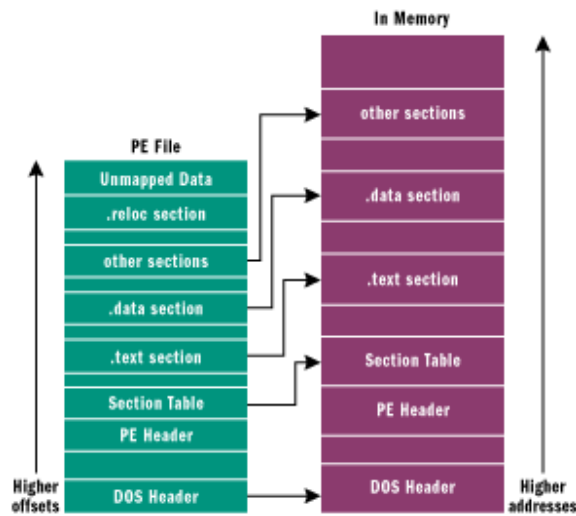 In Memory
other sections
.data section
.text section
Section Table
PE Header
DOS Header
Higher
addresses
PE File
Unmapped Data
.reloc section
other sections
.data section
.text section
Section Table
PE Header
DOS Header
Higher
offsets